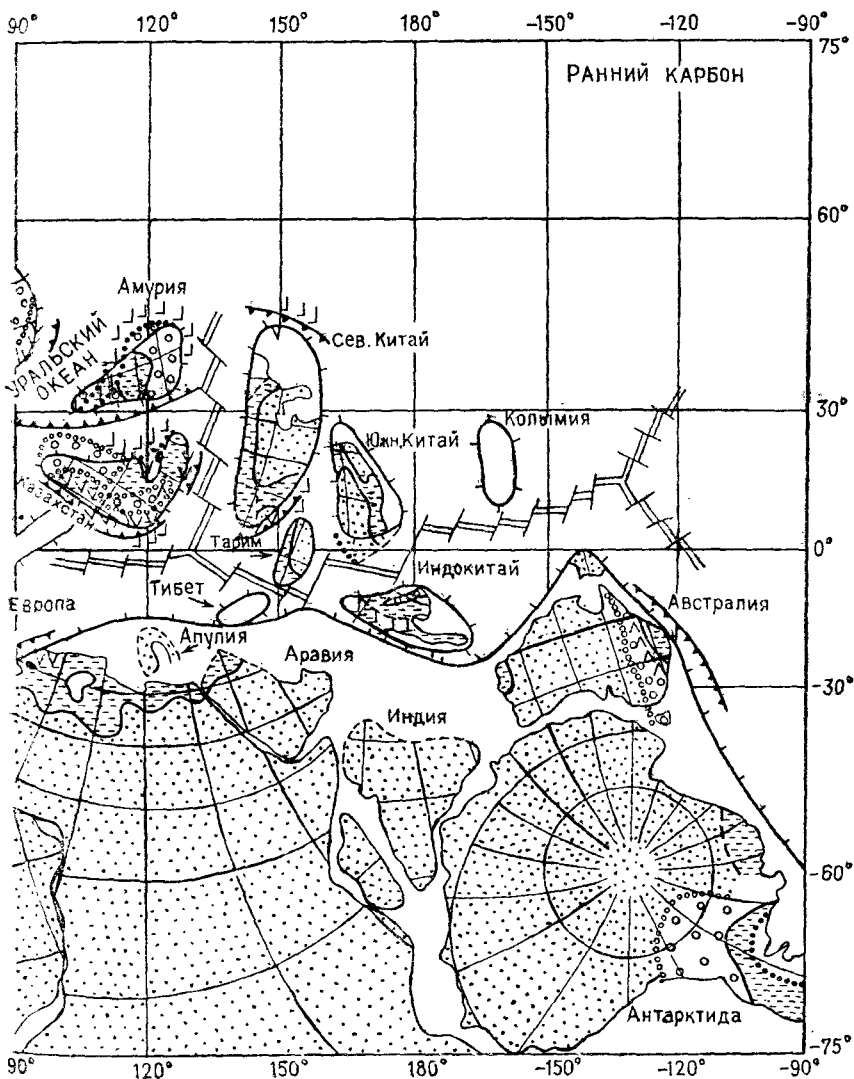 90° 120° 150° 180° -150° -120° -90°
75°
РАННИЙ КАРБОН
60°
Амурия
УРАЛЬСКИЙ
ОКЕАН
Сев. Китай
30°
Колымия
Южн. Китай
Казахстан
Тарим
0°
Индокитай
Тибет
Европа
Австралия
Апулия
Аравия
-30°
Индия
-60°
Антарктида
-75°
90° 120° 150° 180° -150° -120° -90°